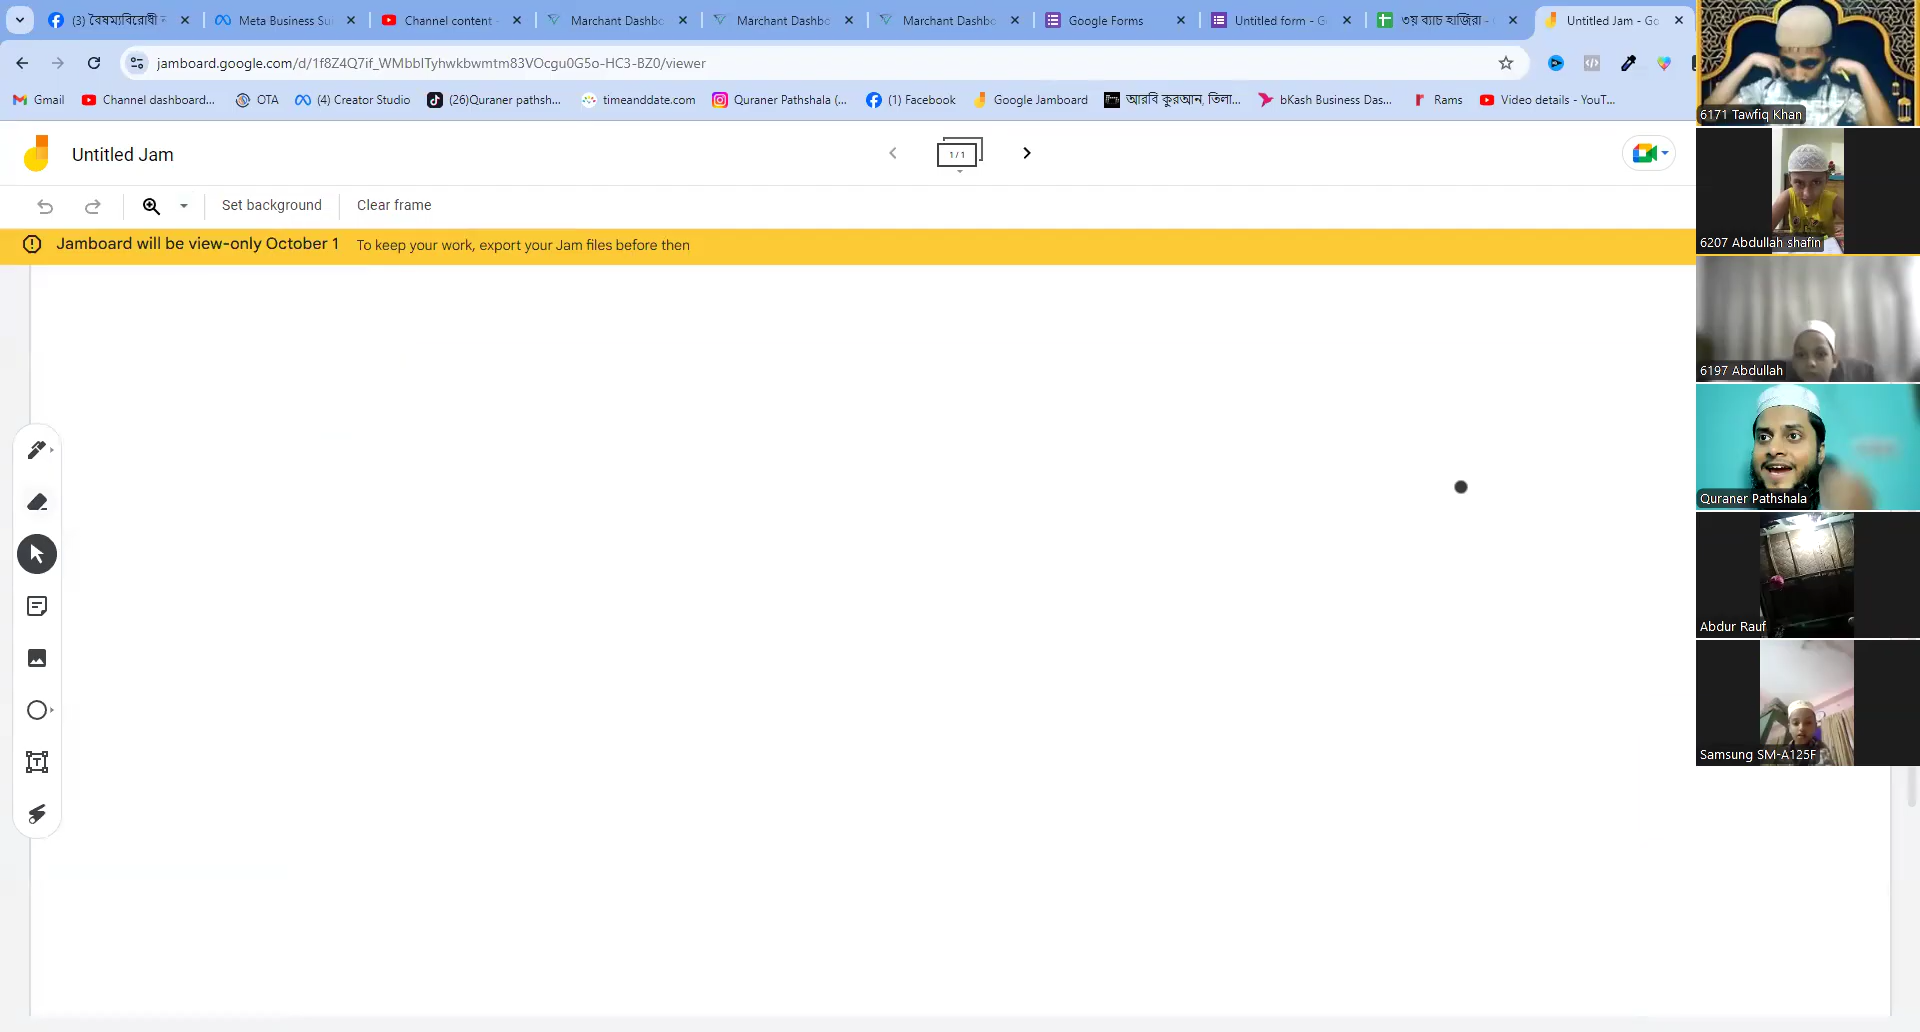 (3) বৈষম্যবিরোধী
Meta Business Su
Channel content -
Marchant Dashbo
Marchant Dashbo
Marchant Dashbo
Google Forms
Untitled form - G
৩য় ব্যাচ হাজিরা -
Untitled Jam - Go
jamboard.google.com/d/1f8Z4Q7if_WMbbITyhwkbwmtm83VOcgu0G5o-HC3-BZ0/viewer
Gmail
Channel dashboard...
OTA
(4) Creator Studio
(26)Quraner pathsh...
timeanddate.com
Quraner Pathshala (...
(1) Facebook
Google Jamboard
আরবি কুরআন, তিলা...
bKash Business Das...
Rams
Video details - YouT...
Untitled Jam
1 / 1
Set background
Clear frame
Jamboard will be view-only October 1 To keep your work, export your Jam files before then
6171 Tawfiq Khan
6207 Abdullah shafin
6197 Abdullah
Quraner Pathshala
Abdur Rauf
Samsung SM-A125F